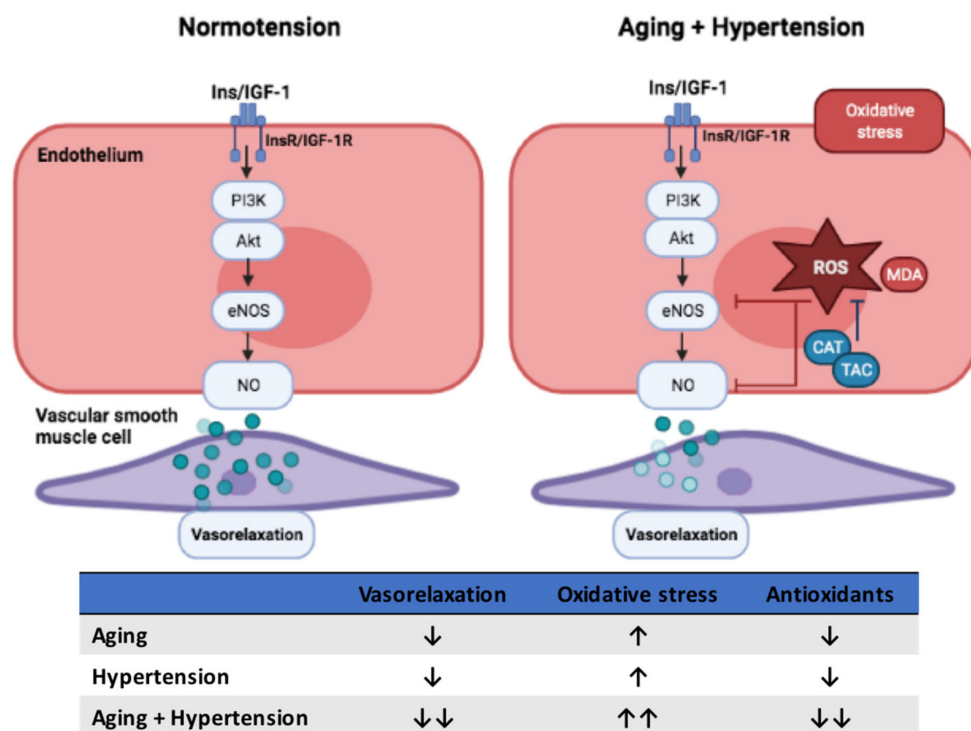 Normotension
Ins/IGF-1
InsR/IGF-1R
Endothelium
PI3K
Akt
eNOS
NO
Vascular smooth
muscle cell
Vasorelaxation
Aging + Hypertension
Ins/IGF-1
InsR/IGF-1R
Oxidative
stress
PI3K
Akt
eNOS
NO
ROS
MDA
CAT
TAC
Vasorelaxation
Vasorelaxation Oxidative stress Antioxidants
Aging ↓ ↑ ↓
Hypertension ↓ ↑ ↓
Aging + Hypertension ↓↓ ↑↑ ↓↓